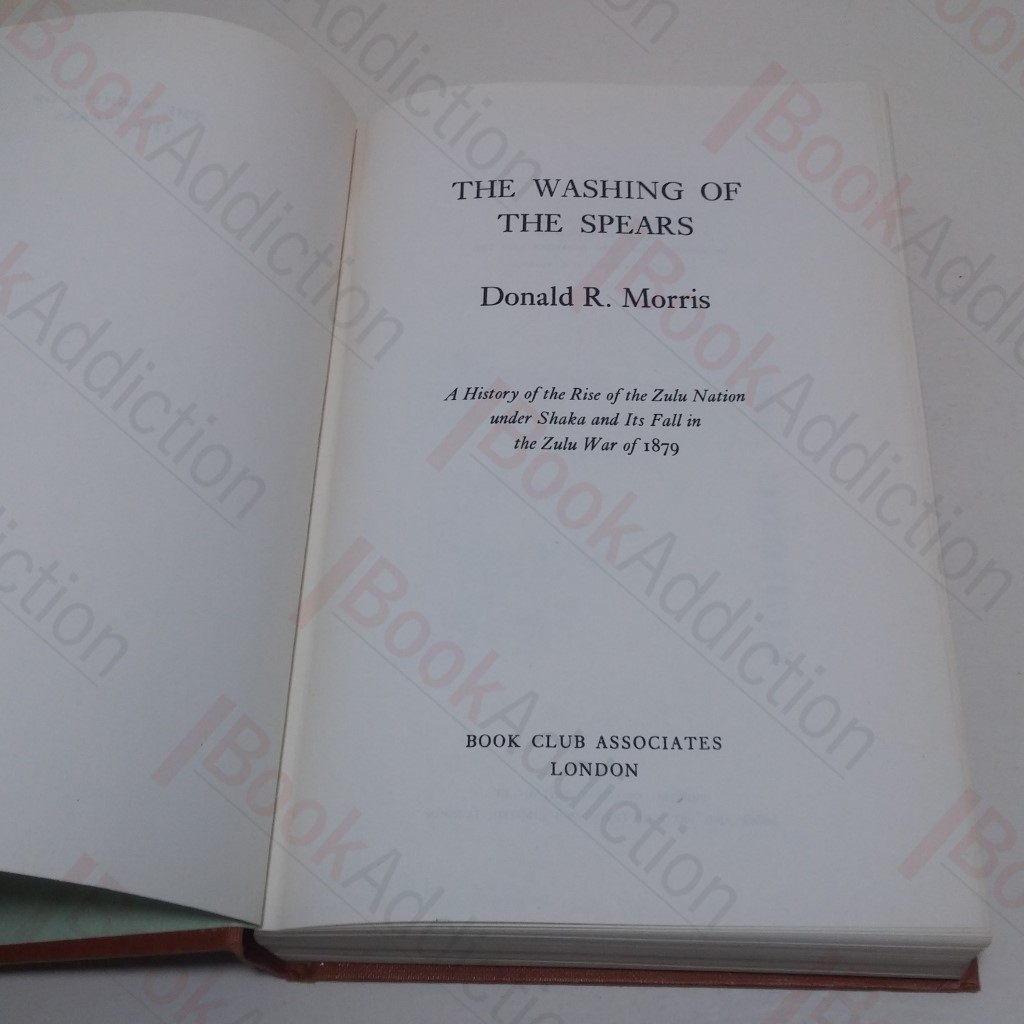 THE WASHING OF
THE SPEARS
Donald R. Morris
A History of the Rise of the Zulu Nation
under Shaka and Its Fall in
the Zulu War of 1879
BOOK CLUB ASSOCIATES
LONDON
BookAddiction